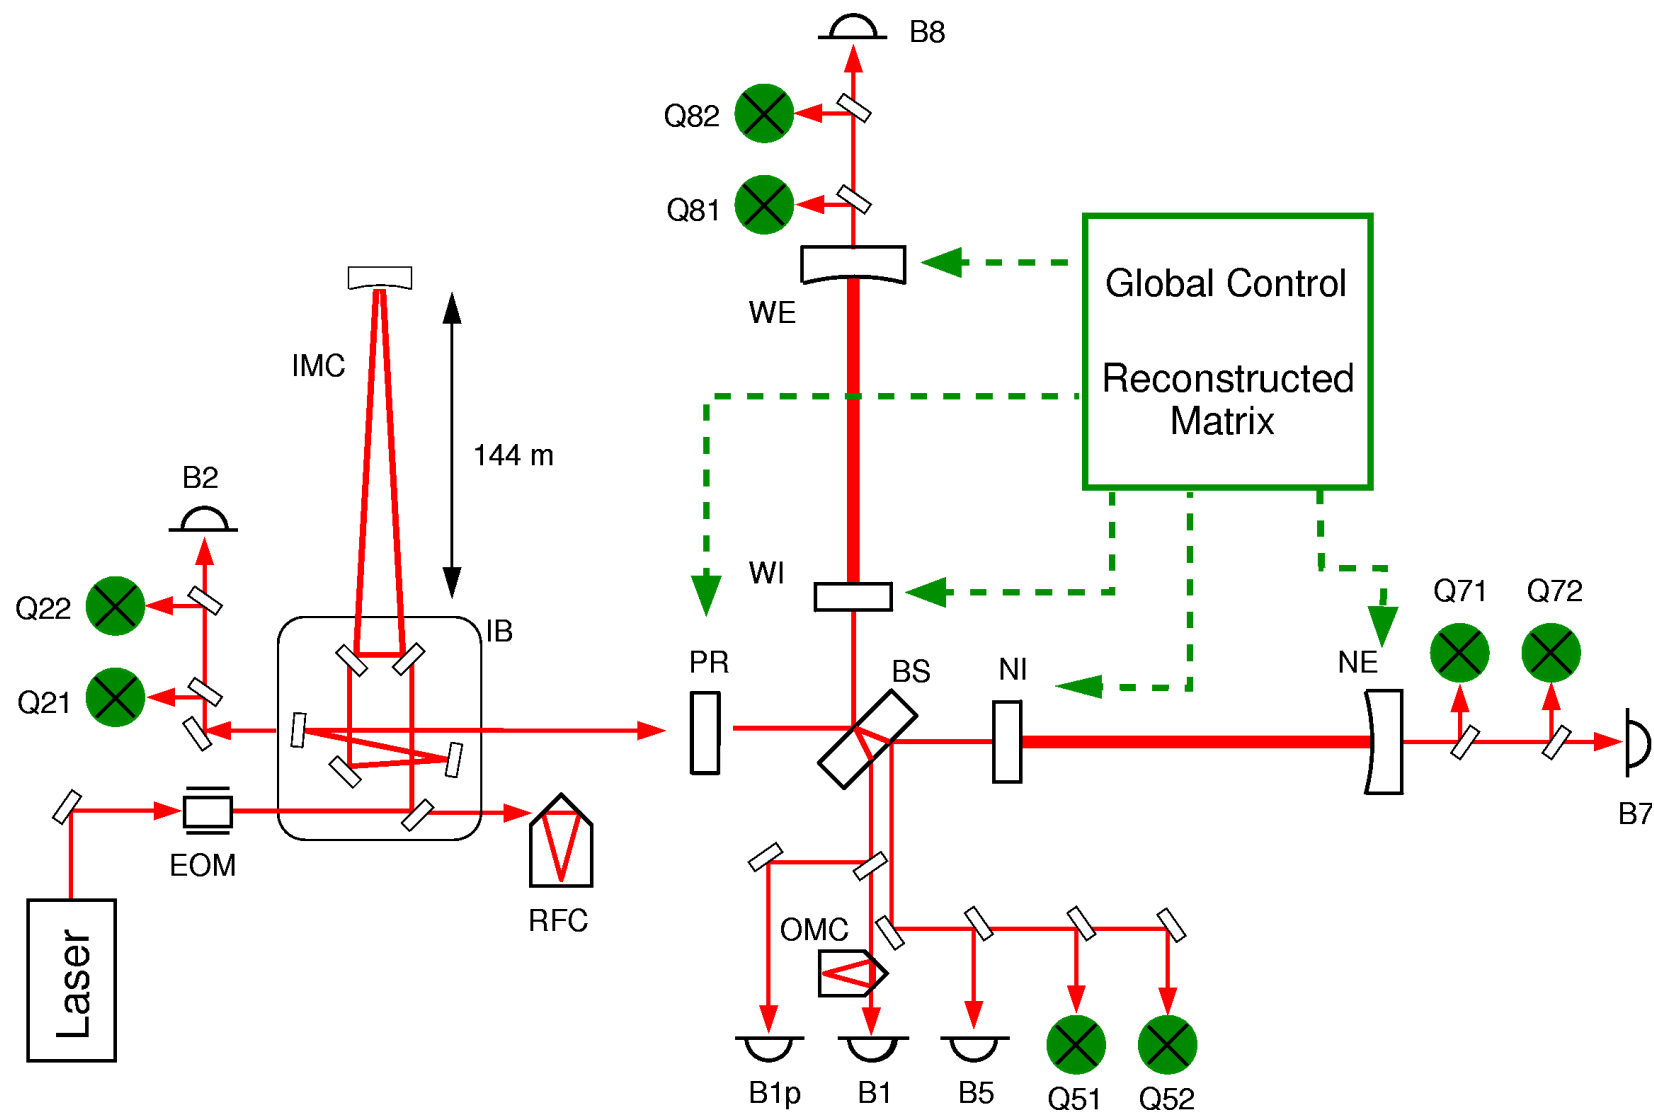 B8
Q82
Q81
WE
Global Control
Reconstructed
Matrix
IMC
144 m
B2
WI
Q22
IB
Q71
Q72
PR
BS
NI
NE
Q21
B7
EOM
RFC
OMC
Laser
B1p
B1
B5
Q51
Q52